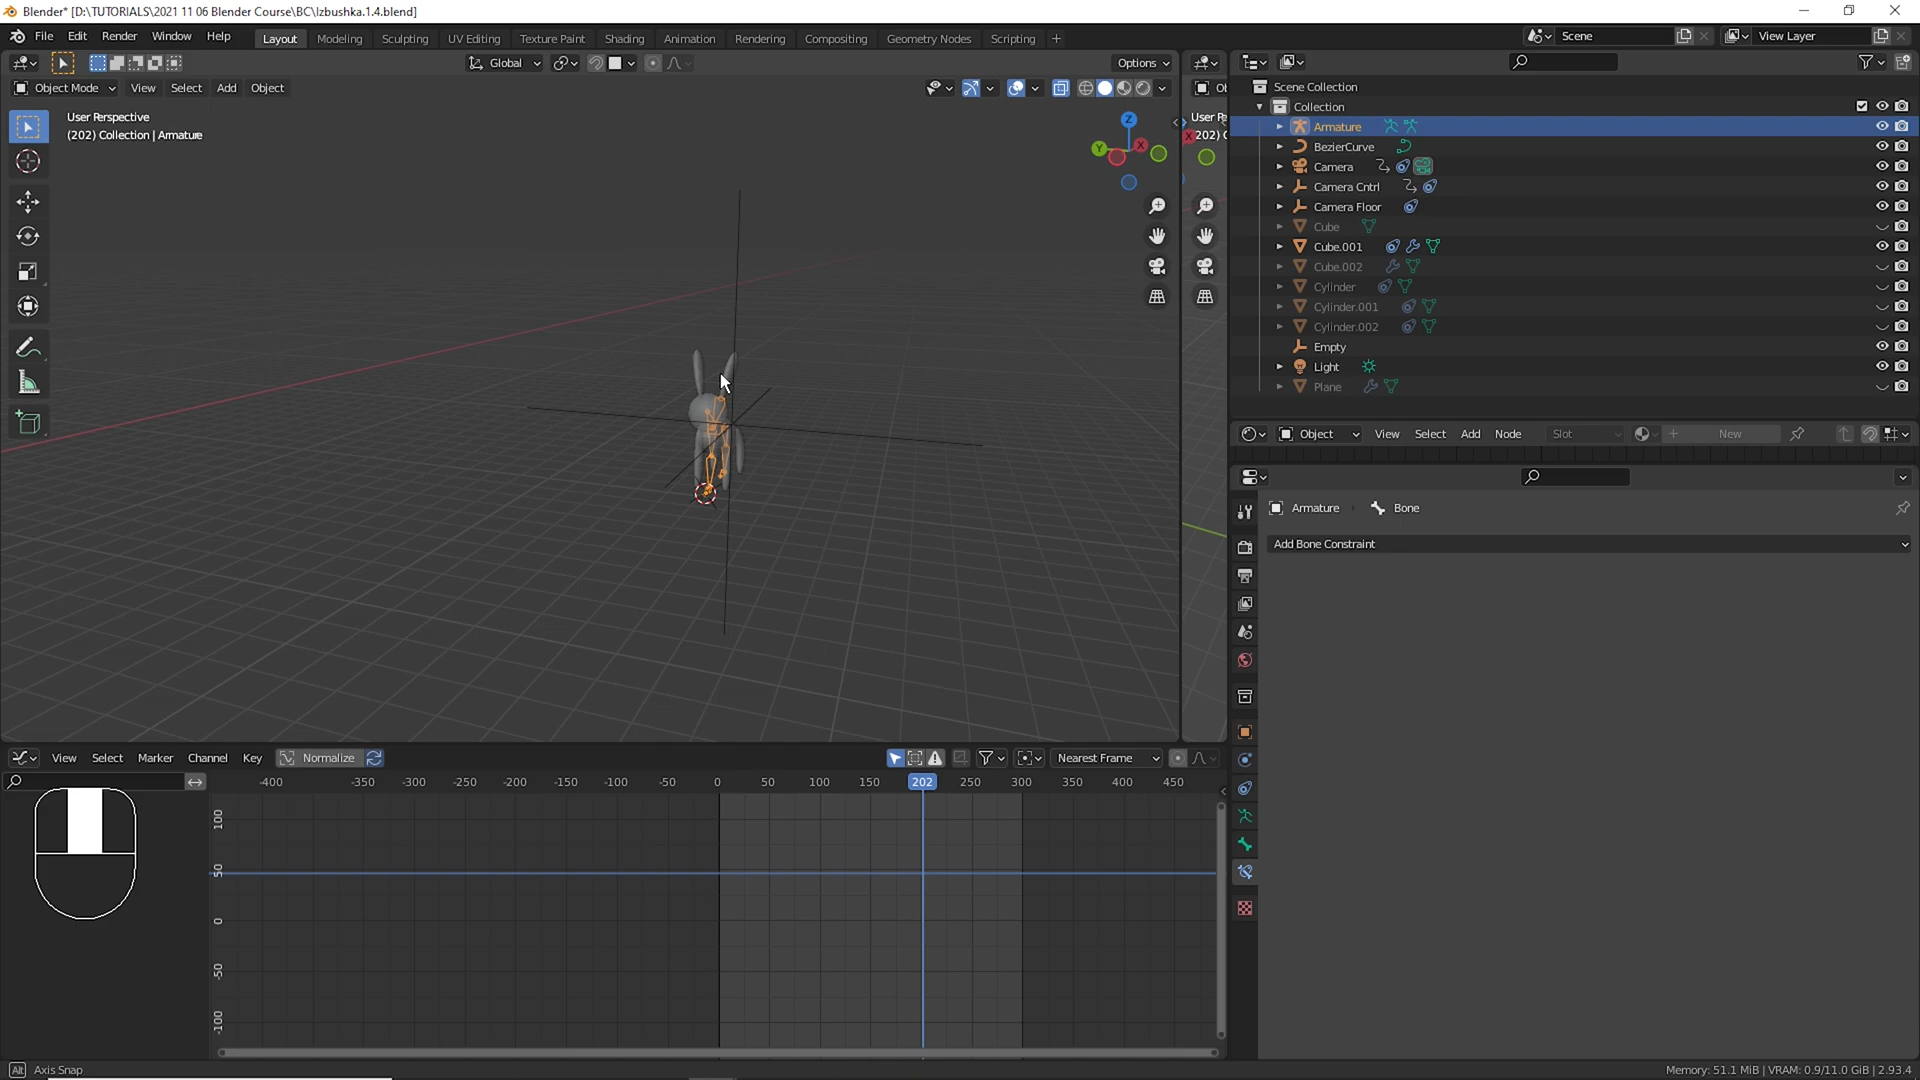 Blender* [D:\TUTORIALS\2021 11 06 Blender Course\BC\Izbushka.1.4.blend]
File Edit Render Window Help Layout Modeling Sculpting UV Editing Texture Paint Shading Animation Rendering Compositing Geometry Nodes Scripting + Scene View Layer
Global Options
Object Mode View Select Add Object
User Perspective
(202) Collection | Armature
Z
Y
X
User Pe
202) C
X
Scene Collection
Collection
Armature
BezierCurve
Camera
Camera Cntrl
Camera Floor
Cube
Cube.001
Cube.002
Cylinder
Cylinder.001
Cylinder.002
Empty
Light
Plane
Object View Select Add Node Slot New
Armature Bone
Add Bone Constraint
View Select Marker Channel Key Normalize Nearest Frame
-400 -350 -300 -250 -200 -150 -100 -50 0 50 100 150 202 250 300 350 400 450
100
50
0
-50
-100
Alt Axis Snap
Memory: 51.1 MiB | VRAM: 0.9/11.0 GiB | 2.93.4